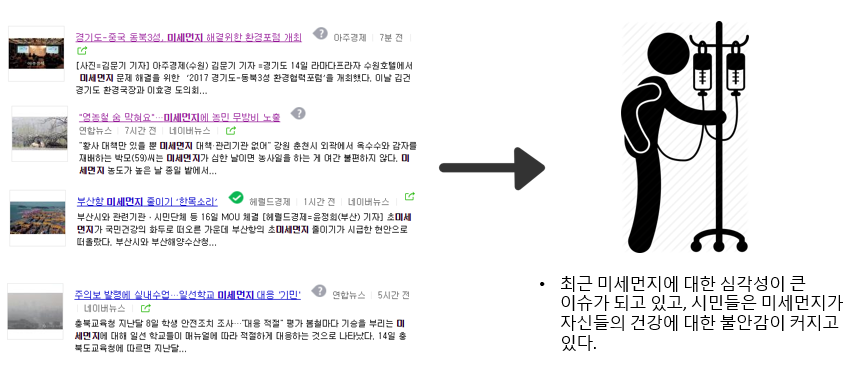 경기도-중국 동북3성, 미세먼지 해결위한 환경포럼 개최 아주경제 7분 전
[사진=김문기 기자] 아주경제(수원) 김문기 기자 =경기도 14일 라마다프라자 수원호텔에서
미세먼지 문제 해결을 위한 '2017 경기도-동북3성 환경협력포럼'을 개최했다. 이날 김건
경기도 환경국장과 이효경 도의회...
"영농철 숨 막혀요"…미세먼지에 농민 무방비 노출
연합뉴스 7시간 전 네이버뉴스
"황사 대책만 있을 뿐 미세먼지 대책·관리기관 없어" 강원 춘천시 외곽에서 옥수수와 감자를
재배하는 박모(59)씨는 미세먼지가 심한 날이면 농사일을 하는 게 여간 불편하지 않다. 미
세먼지 농도가 높은 날 종일 밭에서...
부산항 미세먼지 줄이기 '한목소리' 헤럴드경제 1시간 전 네이버뉴스
부산시와 관련기관·시민단체 등 16일 MOU 체결 [헤럴드경제=윤정희(부산) 기자] 초미세
먼지가 국민건강의 화두로 떠오른 가운데 부산항의 초미세먼지 줄이기가 시급한 현안으로
떠올랐다. 부산시와 부산해양수산청...
주의보 발령에 실내수업…일선학교 미세먼지 대응 '기민' 연합뉴스 5시간 전
네이버뉴스
충북교육청 지난달 8일 학생 안전조치 조사…"대응 적절" 평가 봄철마다 기승을 부리는 미
세먼지에 대해 일선 학교들이 매뉴얼에 따라 적절하게 대응하는 것으로 나타났다. 14일 충
북도교육청에 따르면 지난달...
• 최근 미세먼지에 대한 심각성이 큰
이슈가 되고 있고, 시민들은 미세먼지가
자신들의 건강에 대한 불안감이 커지고
있다.